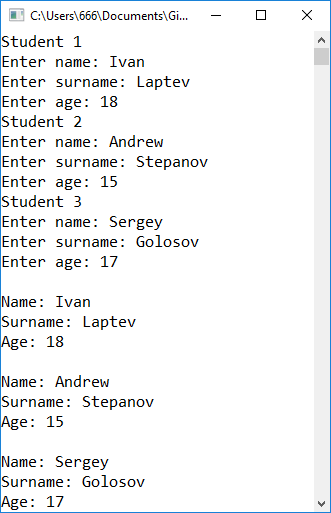 C:\Users\666\Documents\Gi...
Student 1
Enter name: Ivan
Enter surname: Laptev
Enter age: 18
Student 2
Enter name: Andrew
Enter surname: Stepanov
Enter age: 15
Student 3
Enter name: Sergey
Enter surname: Golosov
Enter age: 17
Name: Ivan
Surname: Laptev
Age: 18
Name: Andrew
Surname: Stepanov
Age: 15
Name: Sergey
Surname: Golosov
Age: 17